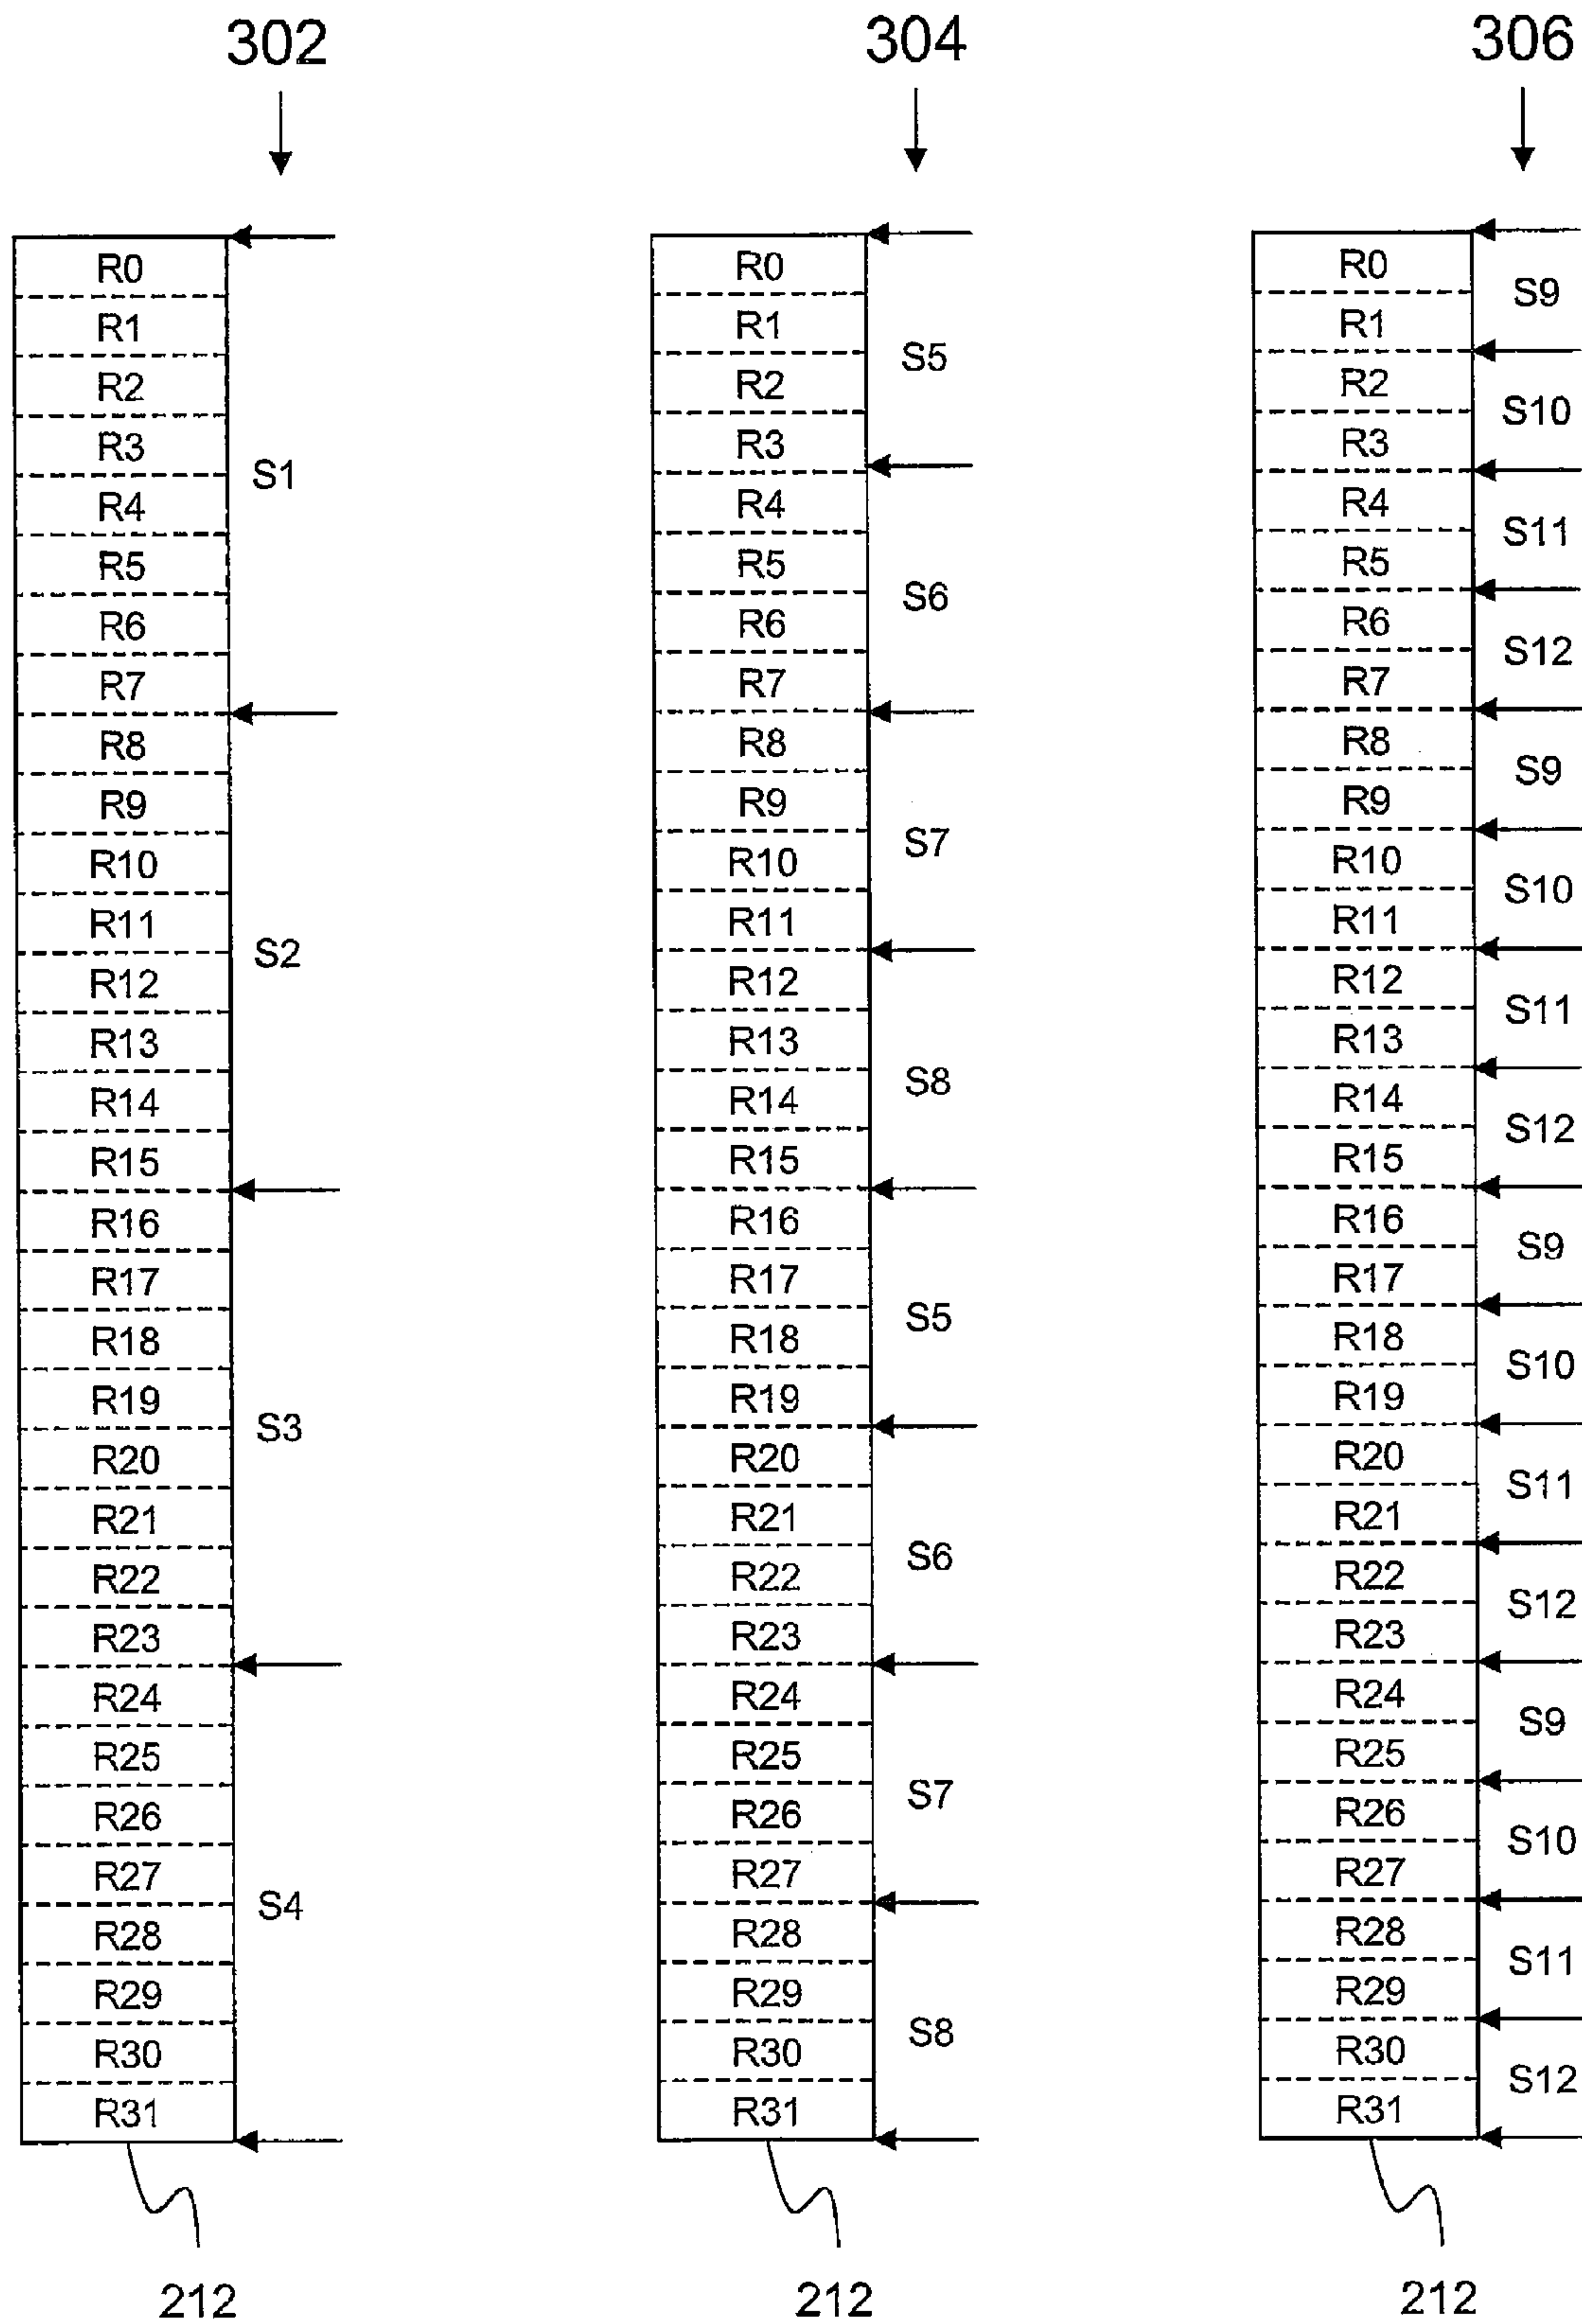 302
R0
R1
R2
R3
R4
R5
R6
R7
R8
R9
R10
R11
R12
R13
R14
R15
R16
R17
R18
R19
R20
R21
R22
R23
R24
R25
R26
R27
R28
R29
R30
R31
S1
S2
S3
S4
212
304
R0
R1
R2
R3
R4
R5
R6
R7
R8
R9
R10
R11
R12
R13
R14
R15
R16
R17
R18
R19
R20
R21
R22
R23
R24
R25
R26
R27
R28
R29
R30
R31
S5
S6
S7
S8
S5
S6
S7
S8
212
306
R0
R1
R2
R3
R4
R5
R6
R7
R8
R9
R10
R11
R12
R13
R14
R15
R16
R17
R18
R19
R20
R21
R22
R23
R24
R25
R26
R27
R28
R29
R30
R31
S9
S10
S11
S12
S9
S10
S11
S12
S9
S10
S11
S12
S9
S10
S11
S12
212